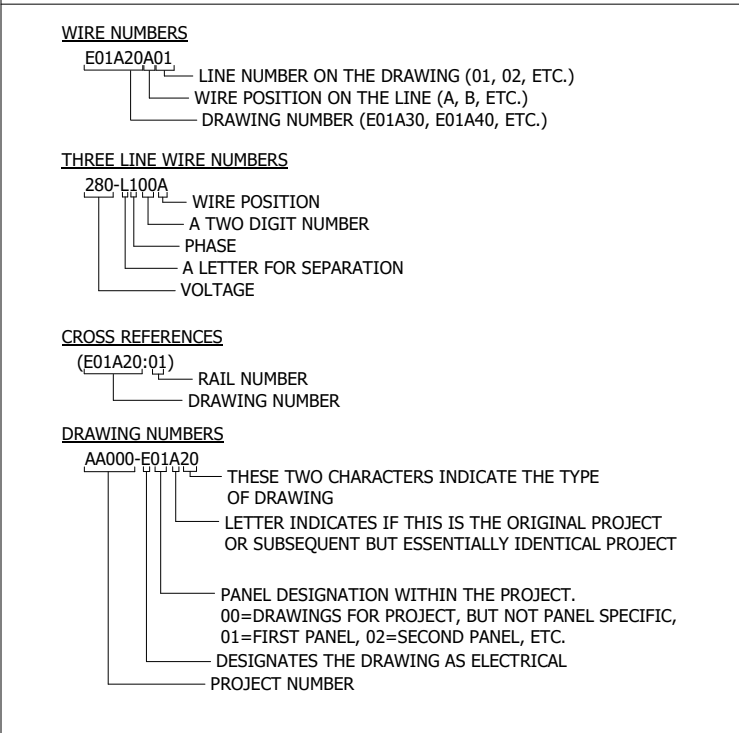 WIRE NUMBERS
E01A20A01
LINE NUMBER ON THE DRAWING (01, 02, ETC.)
WIRE POSITION ON THE LINE (A, B, ETC.)
DRAWING NUMBER (E01A30, E01A40, ETC.)
THREE LINE WIRE NUMBERS
280-L100A
WIRE POSITION
A TWO DIGIT NUMBER
PHASE
A LETTER FOR SEPARATION
VOLTAGE
CROSS REFERENCES
(E01A20:01)
RAIL NUMBER
DRAWING NUMBER
DRAWING NUMBERS
AA000-E01A20
THESE TWO CHARACTERS INDICATE THE TYPE
OF DRAWING
LETTER INDICATES IF THIS IS THE ORIGINAL PROJECT
OR SUBSEQUENT BUT ESSENTIALLY IDENTICAL PROJECT
PANEL DESIGNATION WITHIN THE PROJECT.
00=DRAWINGS FOR PROJECT, BUT NOT PANEL SPECIFIC,
01=FIRST PANEL, 02=SECOND PANEL, ETC.
DESIGNATES THE DRAWING AS ELECTRICAL
PROJECT NUMBER